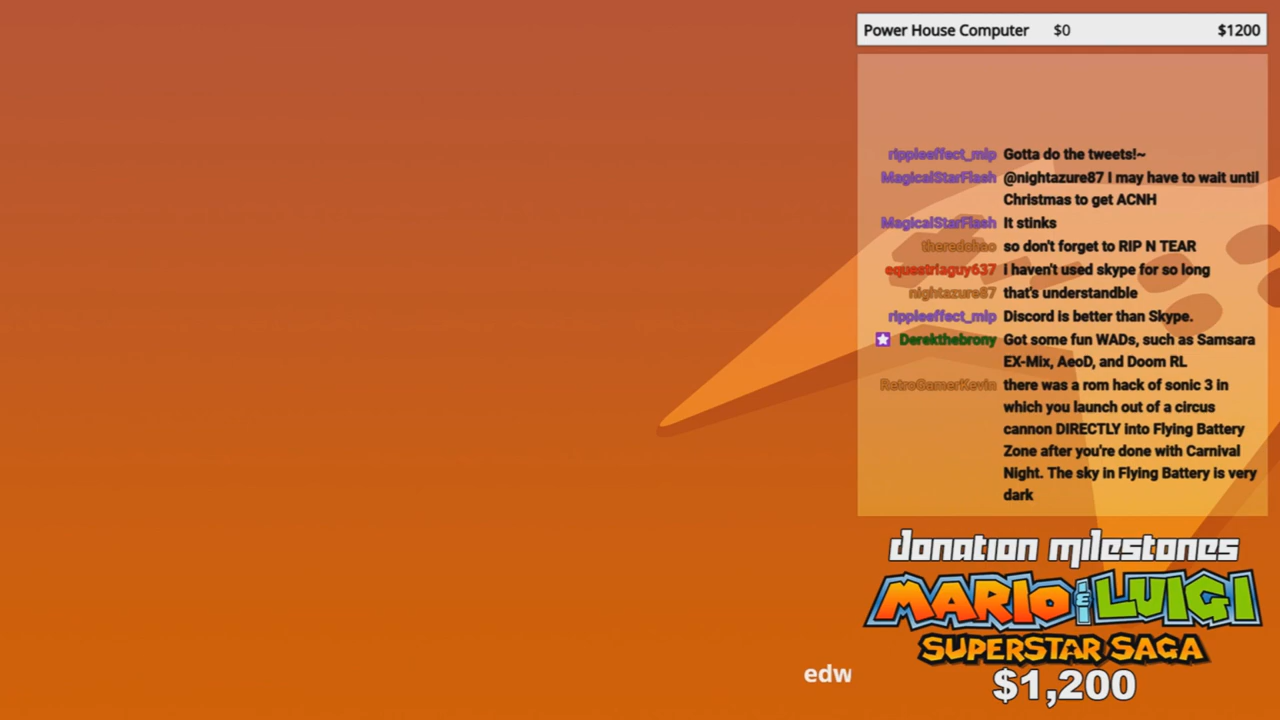 Power House Computer $0 $1200
rippleeffect_mlp Gotta do the tweets!~
MagicalStarFlash @nightazure87 I may have to wait until
Christmas to get ACNH
MagicalStarFlash It stinks
theredchao so don't forget to RIP N TEAR
equestriaguy637 i haven't used skype for so long
nightazure87 that's understandble
rippleeffect_mlp Discord is better than Skype.
Derekthebrony Got some fun WADs, such as Samsara
EX-Mix, AeoD, and Doom RL
RetroGamerKevin there was a rom hack of sonic 3 in
which you launch out of a circus
cannon DIRECTLY into Flying Battery
Zone after you're done with Carnival
Night. The sky in Flying Battery is very
dark
donation milestones
MARIO & LUIGI
SUPERSTAR SAGA
edw
$1,200